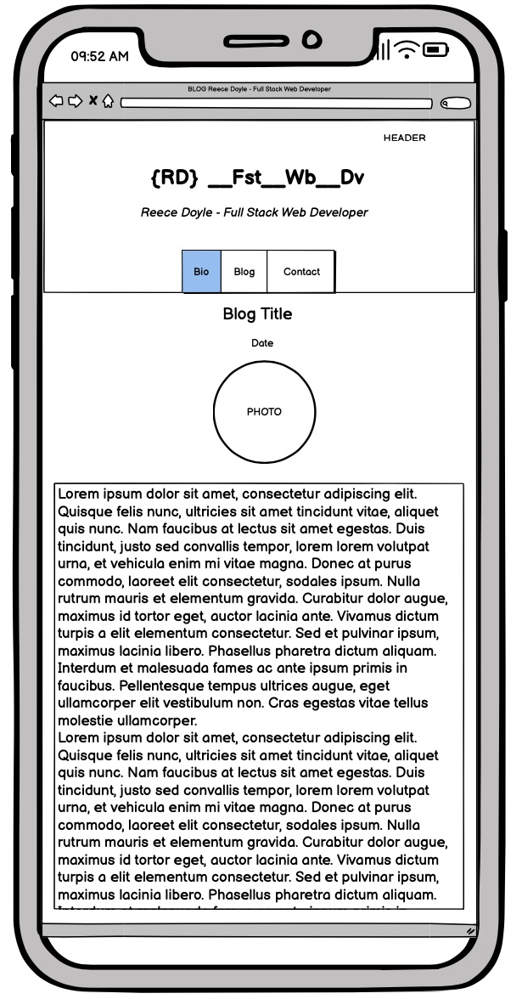 09:52 AM
BLOG Reece Doyle - Full Stack Web Developer
HEADER
{RD} __Fst__Wb__Dv
Reece Doyle - Full Stack Web Developer
Bio Blog Contact
Blog Title
Date
PHOTO
Lorem ipsum dolor sit amet, consectetur adipiscing elit.
Quisque felis nunc, ultricies sit amet tincidunt vitae, aliquet
quis nunc. Nam faucibus at lectus sit amet egestas. Duis
tincidunt, justo sed convallis tempor, lorem lorem volutpat
urna, et vehicula enim mi vitae magna. Donec at purus
commodo, laoreet elit consectetur, sodales ipsum. Nulla
rutrum mauris et elementum gravida. Curabitur dolor augue,
maximus id tortor eget, auctor lacinia ante. Vivamus dictum
turpis a elit elementum consectetur. Sed et pulvinar ipsum,
maximus lacinia libero. Phasellus pharetra dictum aliquam.
Interdum et malesuada fames ac ante ipsum primis in
faucibus. Pellentesque tempus ultrices augue, eget
ullamcorper elit vestibulum non. Cras egestas vitae tellus
molestie ullamcorper.
Lorem ipsum dolor sit amet, consectetur adipiscing elit.
Quisque felis nunc, ultricies sit amet tincidunt vitae, aliquet
quis nunc. Nam faucibus at lectus sit amet egestas. Duis
tincidunt, justo sed convallis tempor, lorem lorem volutpat
urna, et vehicula enim mi vitae magna. Donec at purus
commodo, laoreet elit consectetur, sodales ipsum. Nulla
rutrum mauris et elementum gravida. Curabitur dolor augue,
maximus id tortor eget, auctor lacinia ante. Vivamus dictum
turpis a elit elementum consectetur. Sed et pulvinar ipsum,
maximus lacinia libero. Phasellus pharetra dictum aliquam.